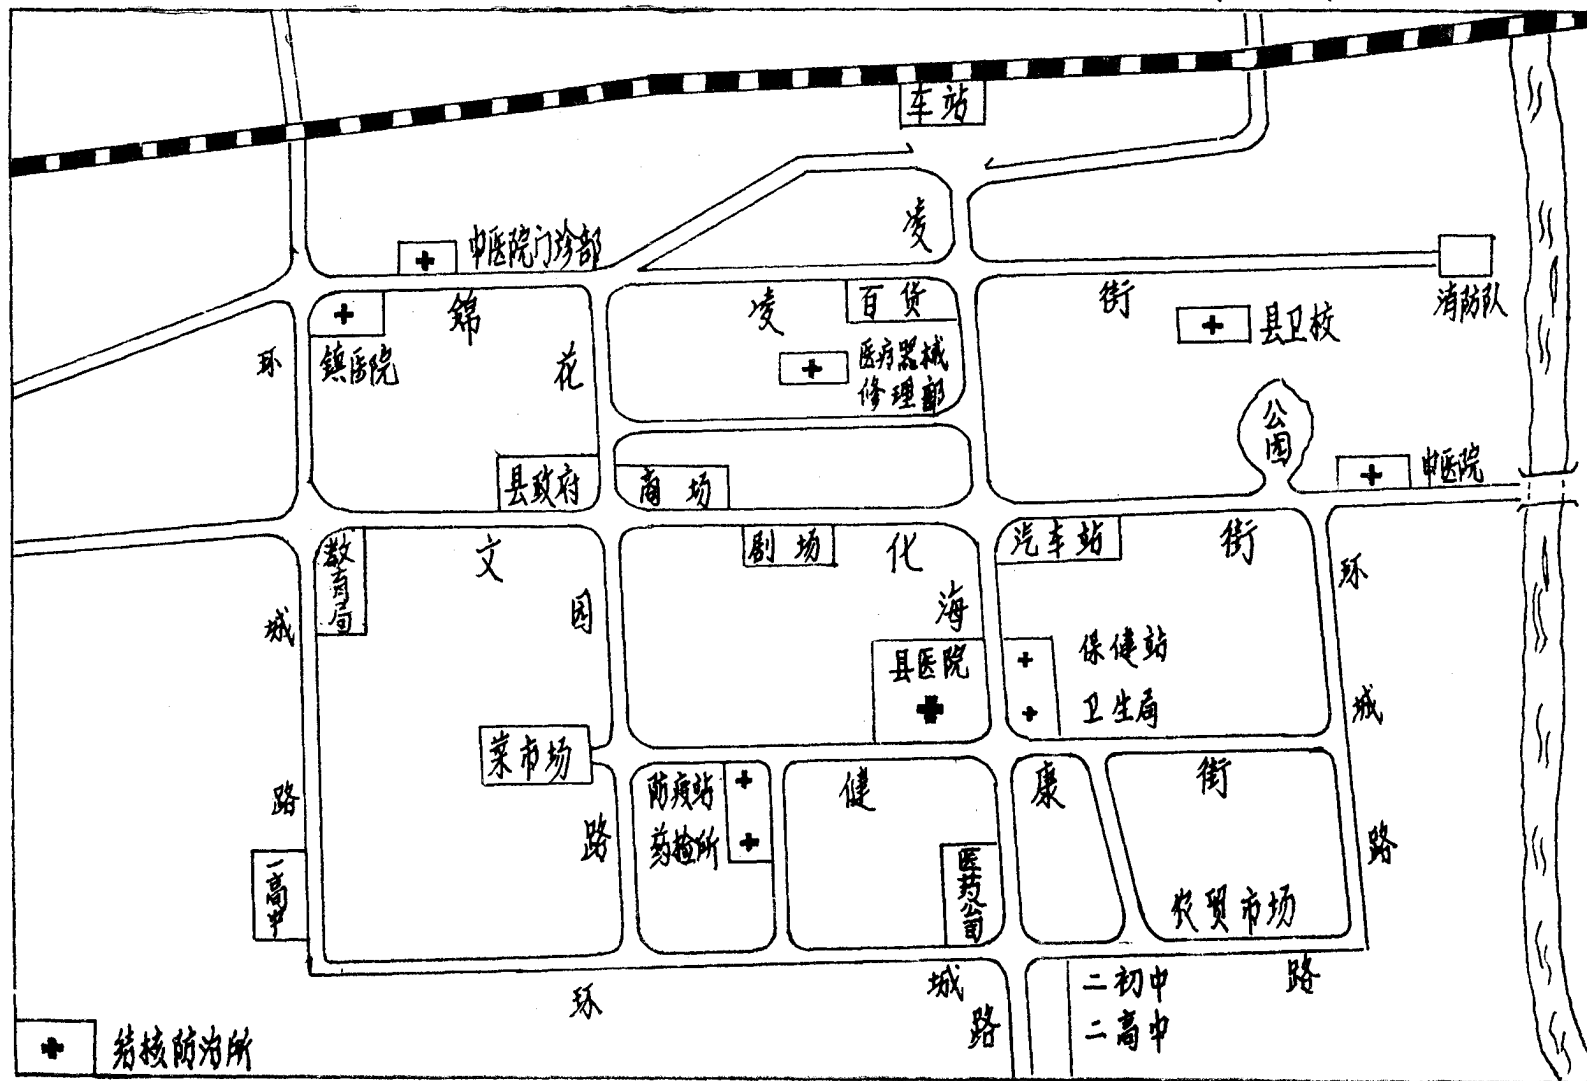 车站
凌
中医院门诊部
錦
凌
百货
街
消防队
县卫校
环
鎮医院
花
医疗器械
修理部
公园
中医院
县政府
商场
教育局
文
剧场
化
汽车站
街
环
城
园
海
县医院
保健站
卫生局
城
菜市场
路
防疫站
药检所
健
康
街
路
路
一高中
医药公司
农贸市场
环
城
路
路
二初中
二高中
结核防治所